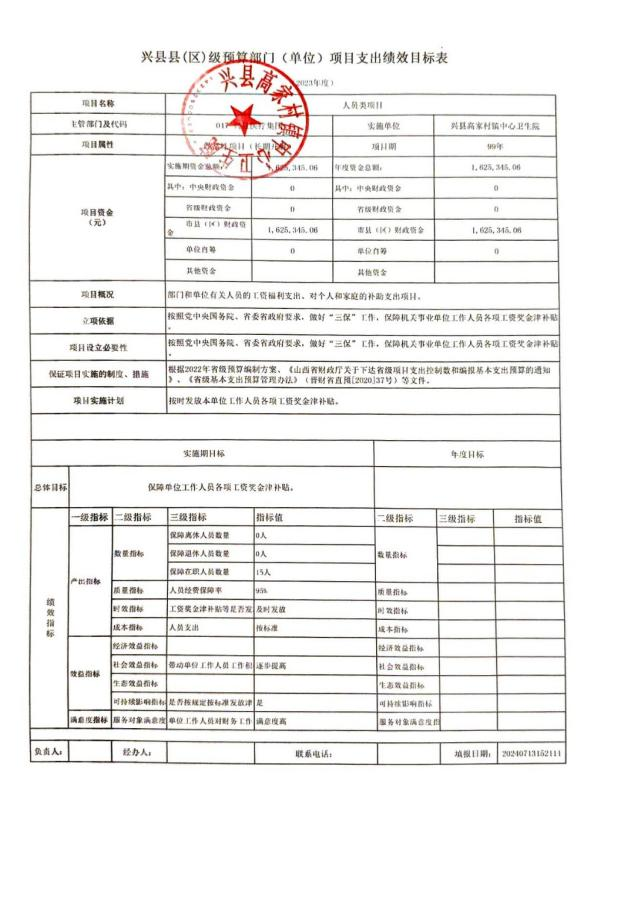 兴县县(区)级预算部门（单位）项目支出绩效目标表
2023年度）
项目名称 人员类项目
主管部门及代码 017 医疗集团 实施单位 兴县高家村镇中心卫生院
项目属性 项目（长期 项目期 99年
项目资金（元） 实施期资金总额： 1,625,345.06 年度资金总额： 1,625,345.06
其中：中央财政资金 0 其中：中央财政资金 0
省级财政资金 0 省级财政资金 0
市县（区）财政资金 1,625,345.06 市县（区）财政资金 1,625,345.06
单位自筹 0 单位自筹 0
其他资金 其他资金
项目概况 部门和单位有关人员的工资福利支出、对个人和家庭的补助支出项目。
立项依据 按照党中央国务院、省委省政府要求，做好“三保”工作，保障机关事业单位工作人员各项工资奖金津补贴。
项目设立必要性 按照党中央国务院、省委省政府要求，做好“三保”工作，保障机关事业单位工作人员各项工资奖金津补贴。
保证项目实施的制度、措施 根据2022年省级预算编制方案、《山西省财政厅关于下达省级项目支出控制数和编报基本支出预算的通知》、《省级基本支出预算管理办法》（晋财省直预[2020]37号）等文件。
项目实施计划 按时发放本单位工作人员各项工资奖金津补贴。
实施期目标 年度目标
总体目标 保障单位工作人员各项工资奖金津补贴。
绩效指标 一级指标 二级指标 三级指标 指标值 二级指标 三级指标 指标值
产出指标 数量指标 保障离休人员数量 0人 数量指标
保障退休人员数量 0人
保障在职人员数量 15人
质量指标 人员经费保障率 95% 质量指标
时效指标 工资奖金津补贴等是否发 及时发放 时效指标
成本指标 人员支出 按标准 成本指标
效益指标 经济效益指标 经济效益指标
社会效益指标 带动单位工作人员工作积 逐步提高 社会效益指标
生态效益指标 生态效益指标
可持续影响指标 是否按规定按标准发放津 是 可持续影响指标
满意度指标 服务对象满意度 单位工作人员对财务工作 满意度高 服务对象满意度指
负责人： 经办人： 联系电话： 填报日期： 20240713152111
兴县高家村镇中心卫